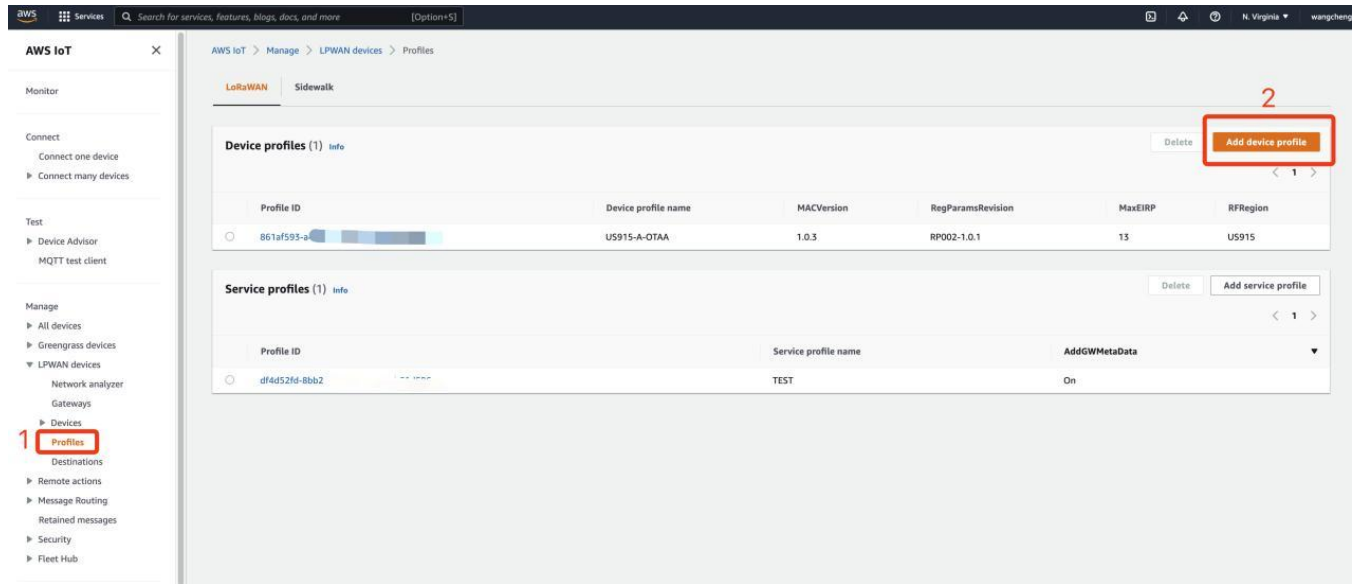 aws Services Search for services, features, blogs, docs, and more [Option+S] N. Virginia ▼ wangcheng
AWS IoT
AWS IoT > Manage > LPWAN devices > Profiles
Monitor
LoRaWAN Sidewalk
2
Connect
Connect one device
Connect many devices
Device profiles (1) Info Delete Add device profile
< 1 >
Profile ID Device profile name MACVersion RegParamsRevision MaxEIRP RFRegion
861af593-a US915-A-OTAA 1.0.3 RP002-1.0.1 13 US915
Test
Device Advisor
MQTT test client
Service profiles (1) Info Delete Add service profile
< 1 >
Profile ID Service profile name AddGWMetaData
df4d52fd-8bb2 TEST On
Manage
All devices
Greengrass devices
LPWAN devices
Network analyzer
Gateways
Devices
1 Profiles
Destinations
Remote actions
Message Routing
Retained messages
Security
Fleet Hub